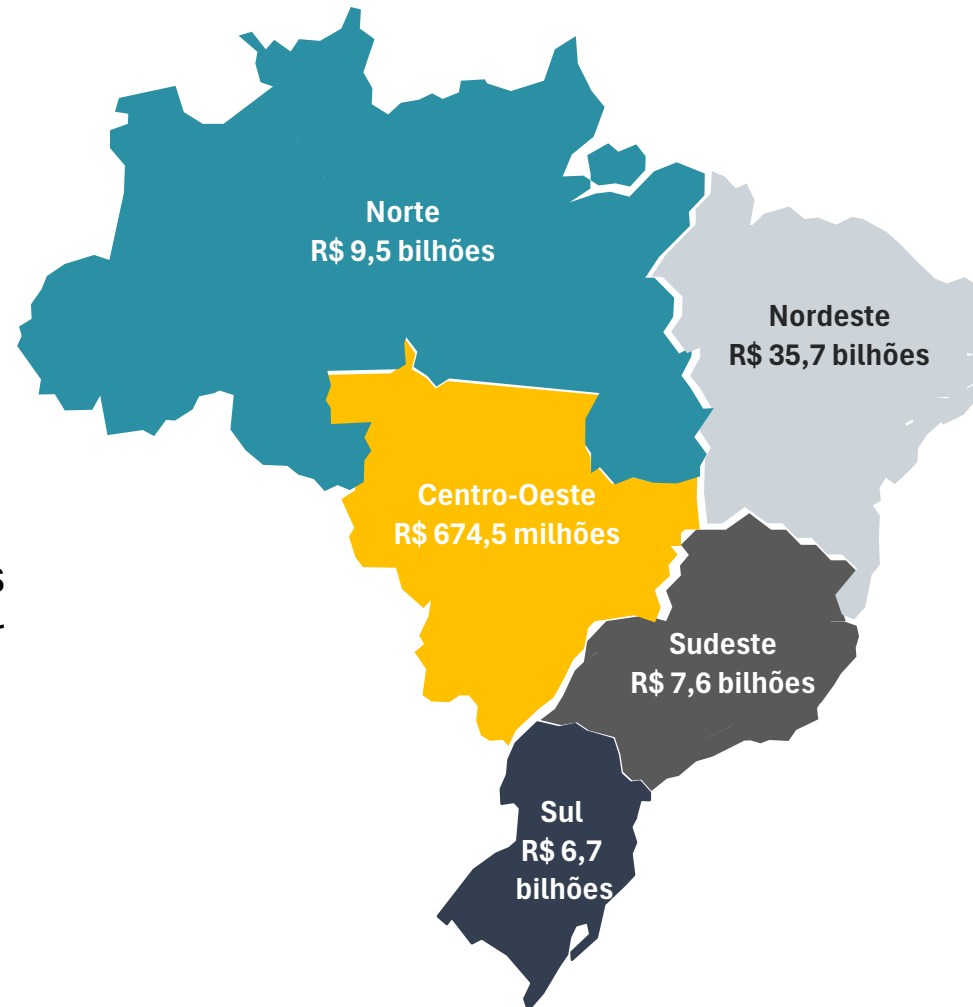 Norte
R$ 9,5 bilhões
Nordeste
R$ 35,7 bilhões
Centro-Oeste
R$ 674,5 milhões
Sudeste
R$ 7,6 bilhões
Sul
R$ 6,7
bilhões